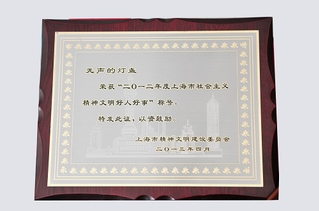 无声的灯盏
荣获“二〇一二年度上海市社会主义
精神文明好人好事”称号。
特发此证，以资鼓励。
上海市精神文明建设委员会
二〇一三年四月